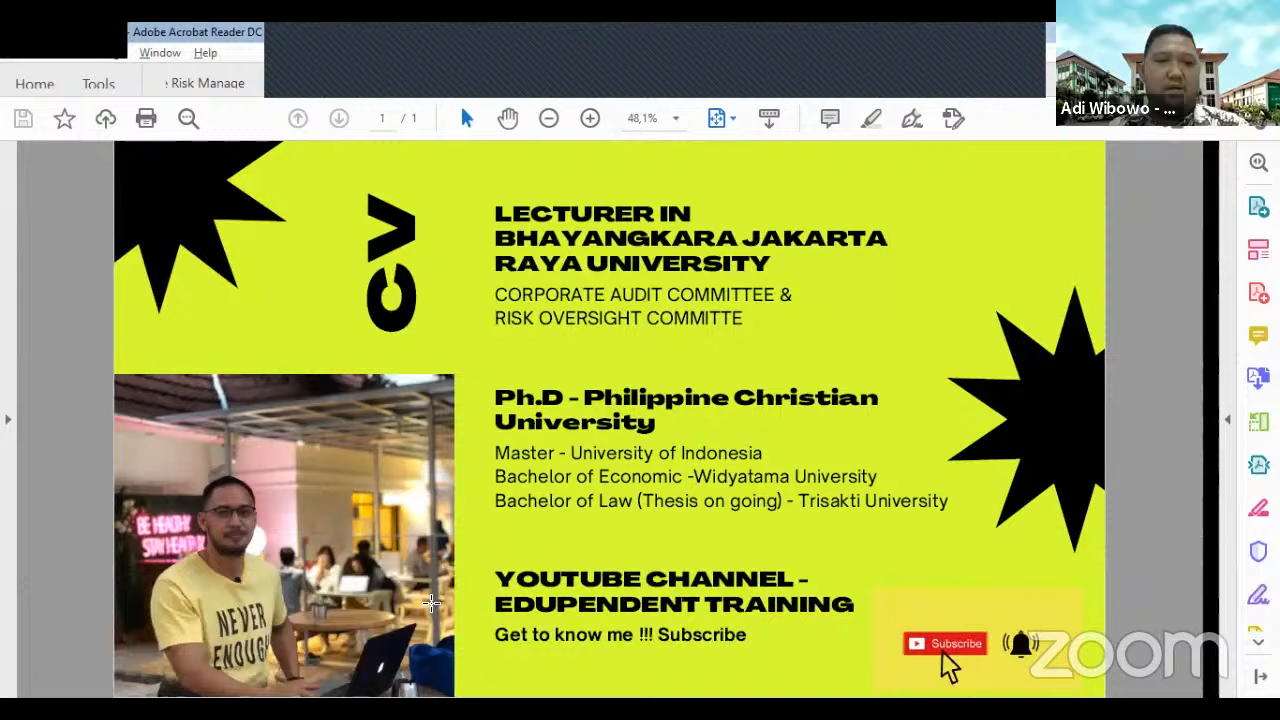 - Adobe Acrobat Reader DC
Window Help
Home Tools Risk Manage
1 / 1 48,1%
Adi Wibowo - ...
CV
LECTURER IN
BHAYANGKARA JAKARTA
RAYA UNIVERSITY
CORPORATE AUDIT COMMITTEE &
RISK OVERSIGHT COMMITTE
Ph.D - Philippine Christian
University
Master - University of Indonesia
Bachelor of Economic -Widyatama University
Bachelor of Law (Thesis on going) - Trisakti University
BE HEALTHY
NEVER
ENOUGH
YOUTUBE CHANNEL -
EDUPENDENT TRAINING
Get to know me !!! Subscribe
Subscribe
zoom